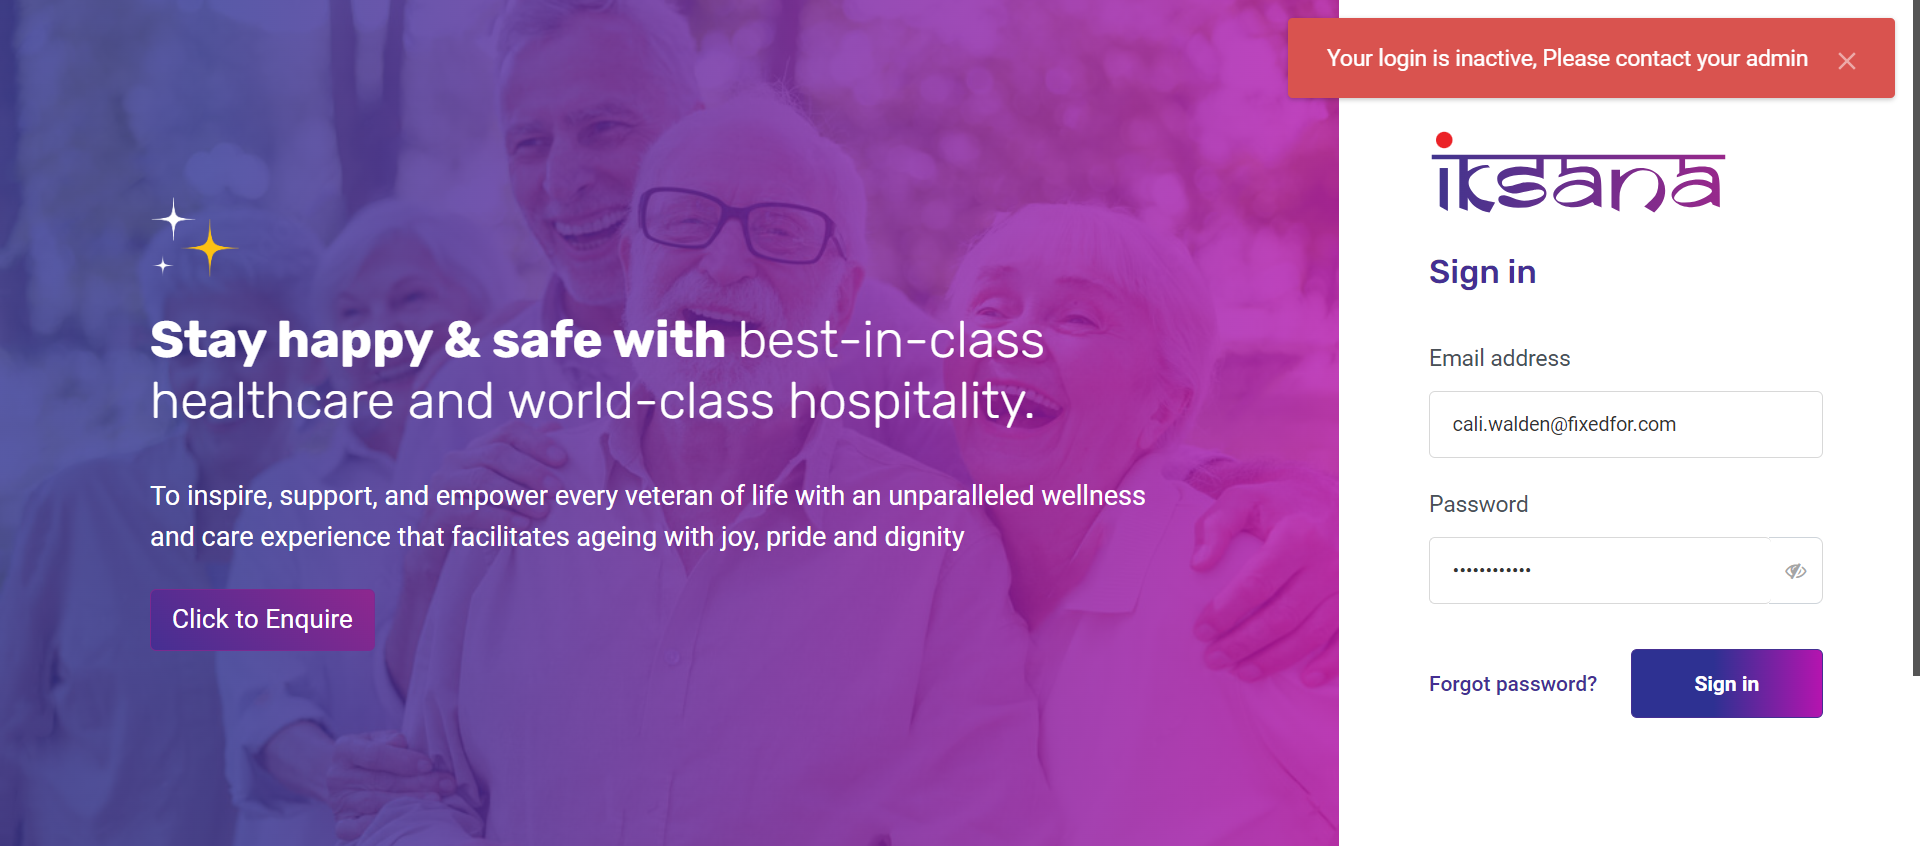 Your login is inactive, Please contact your admin
iksana
Stay happy & safe with best-in-class
healthcare and world-class hospitality.
To inspire, support, and empower every veteran of life with an unparalleled wellness
and care experience that facilitates ageing with joy, pride and dignity
Click to Enquire
Sign in
Email address
cali.walden@fixedfor.com
Password
••••••••••••
Forgot password?
Sign in